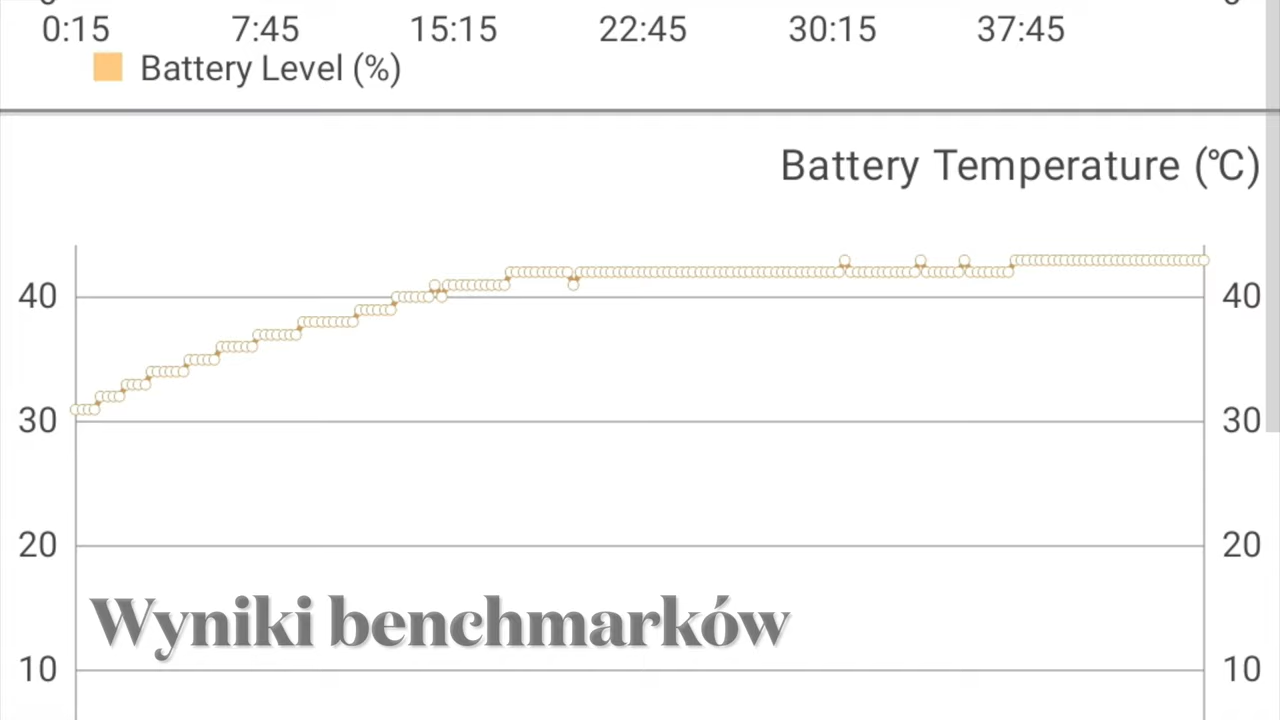 0:15 7:45 15:15 22:45 30:15 37:45
Battery Level (%)
Battery Temperature (℃)
40 40
30 30
20 20
Wyniki benchmarków
10 10